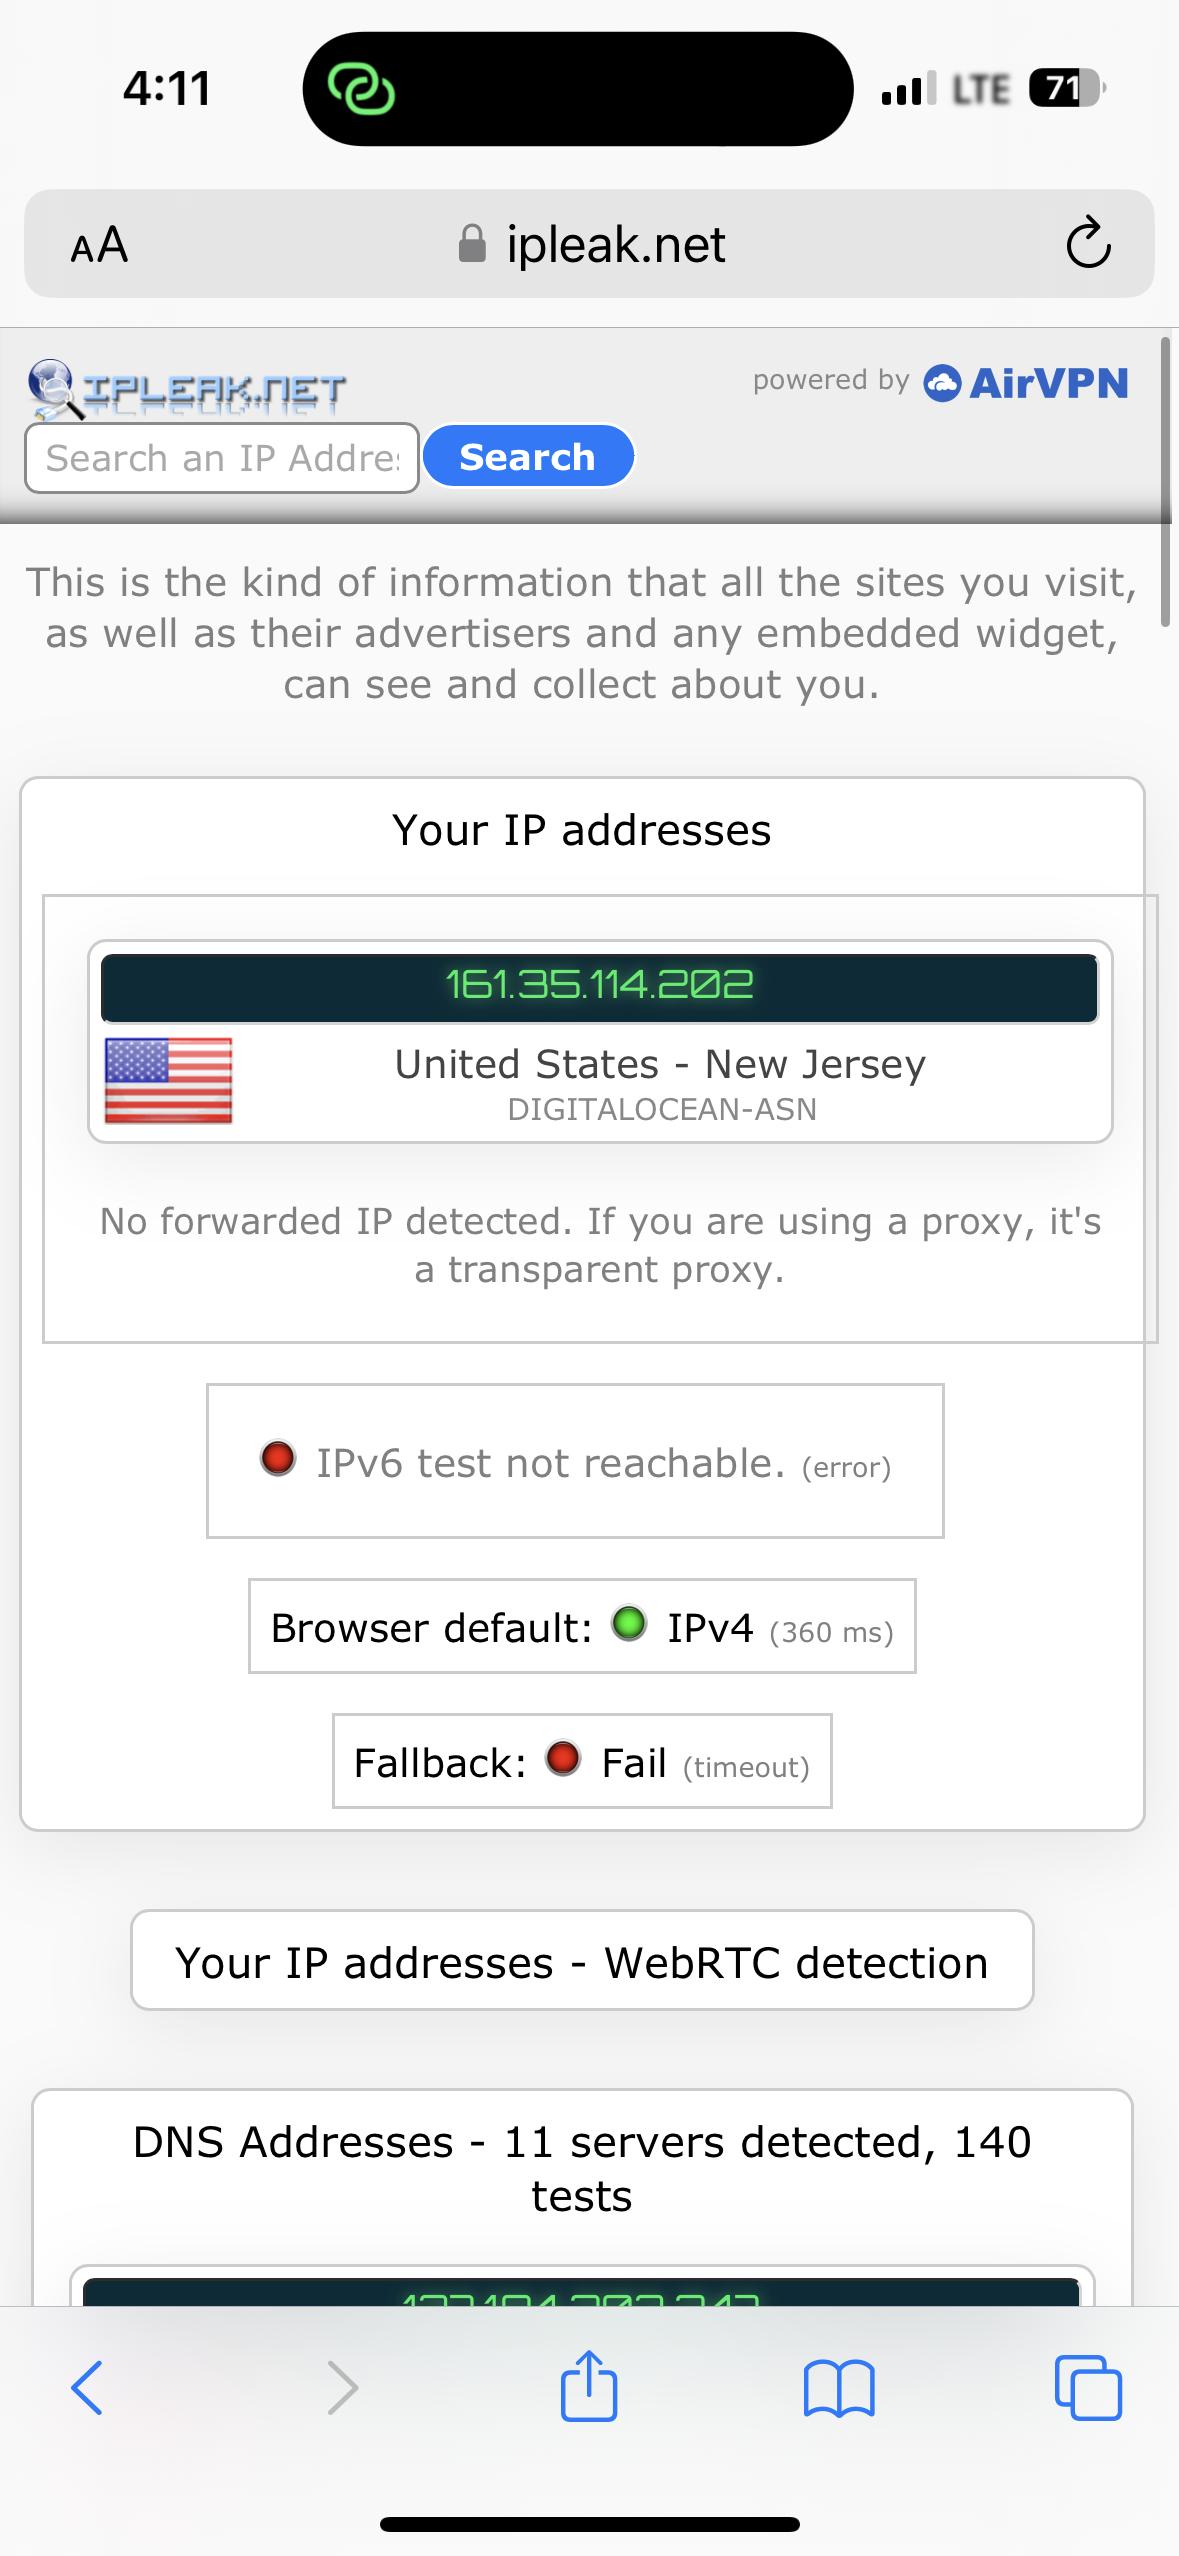 4:11
LTE 71
AA ipleak.net
IPLEAK.NET
powered by AirVPN
Search an IP Addres
Search
This is the kind of information that all the sites you visit,
as well as their advertisers and any embedded widget,
can see and collect about you.
Your IP addresses
161.35.114.202
United States - New Jersey
DIGITALOCEAN-ASN
No forwarded IP detected. If you are using a proxy, it's
a transparent proxy.
IPv6 test not reachable. (error)
Browser default: IPv4 (360 ms)
Fallback: Fail (timeout)
Your IP addresses - WebRTC detection
DNS Addresses - 11 servers detected, 140
tests